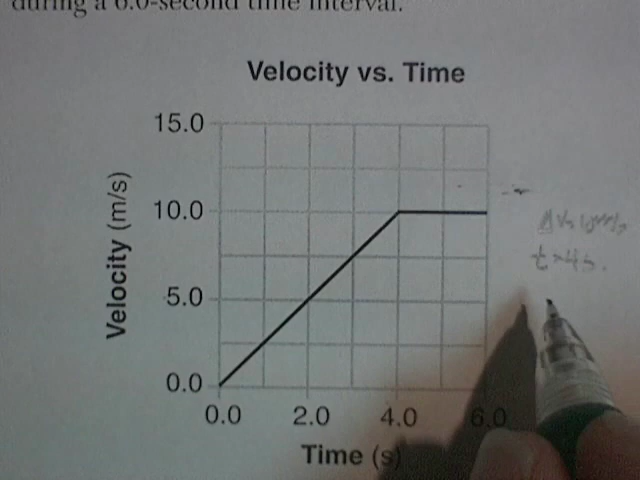 during a 6.0-second time interval.
Velocity vs. Time
15.0
10.0
5.0
0.0
Velocity (m/s)
0.0 2.0 4.0 6.0
Time (s)